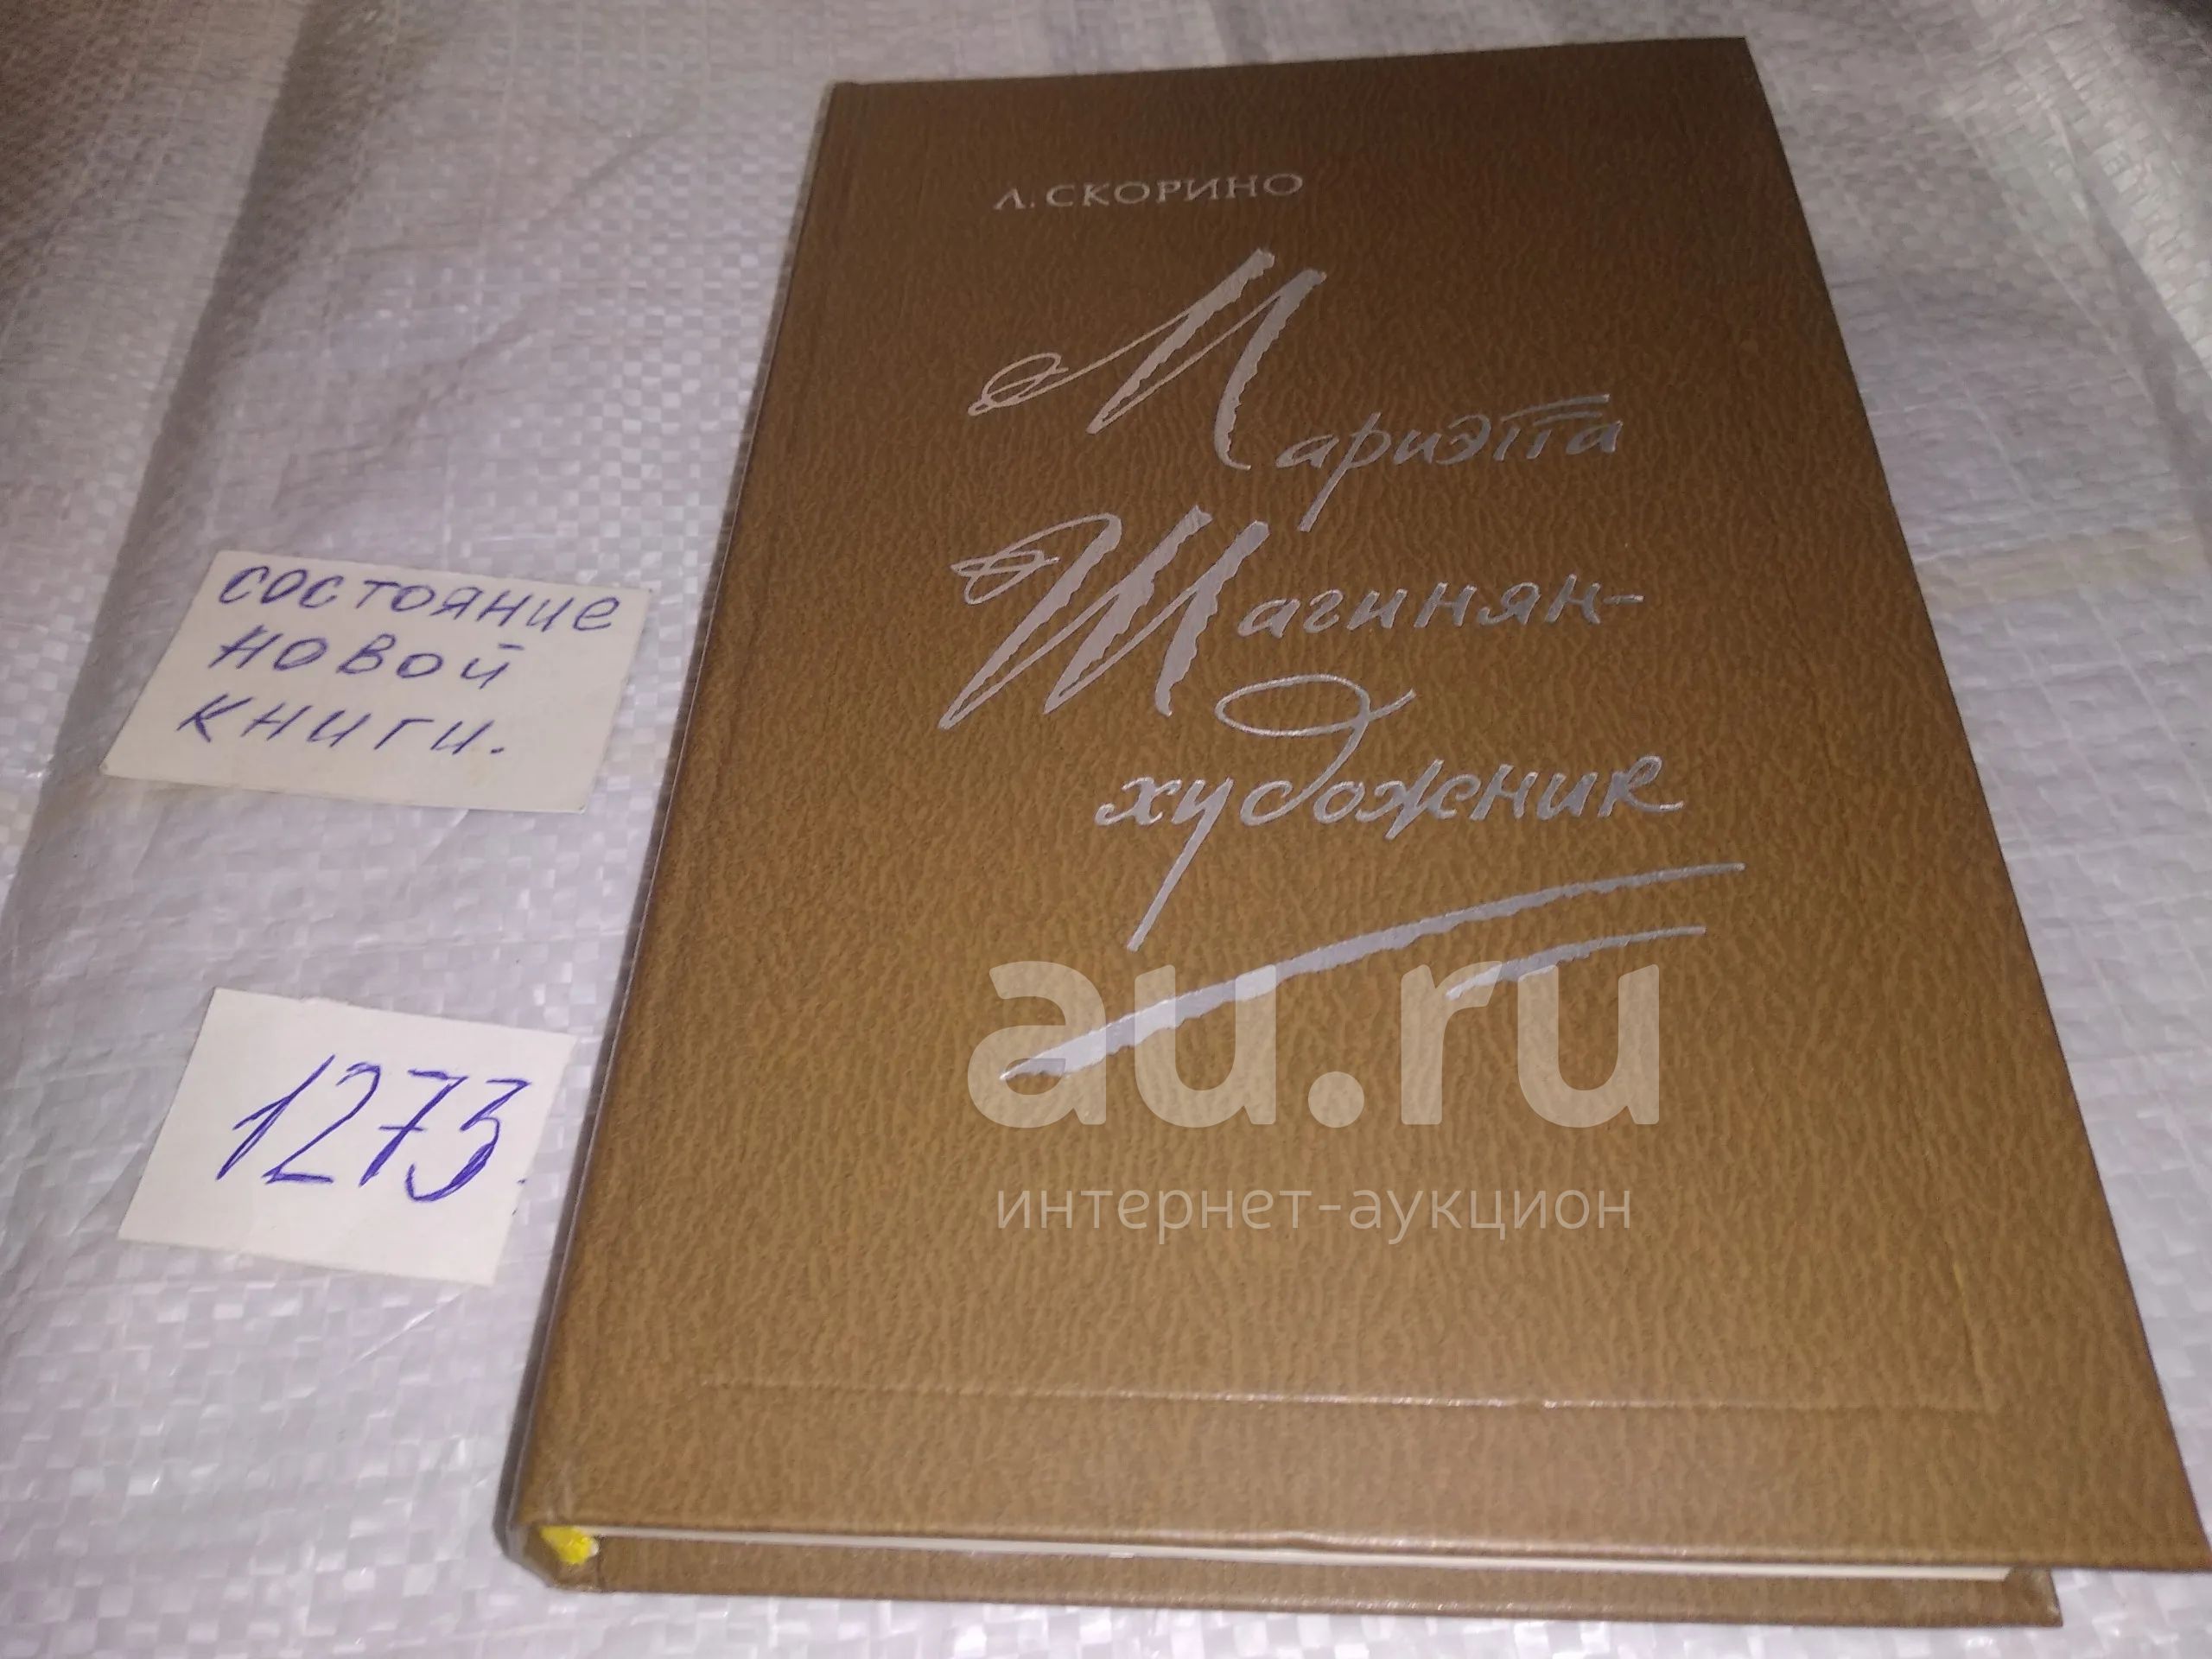 Л. СКОРИНО
Мариэтта
Шагинян-
художник
состояние
новой
книги.
1273.
au.ru
интернет-аукцион